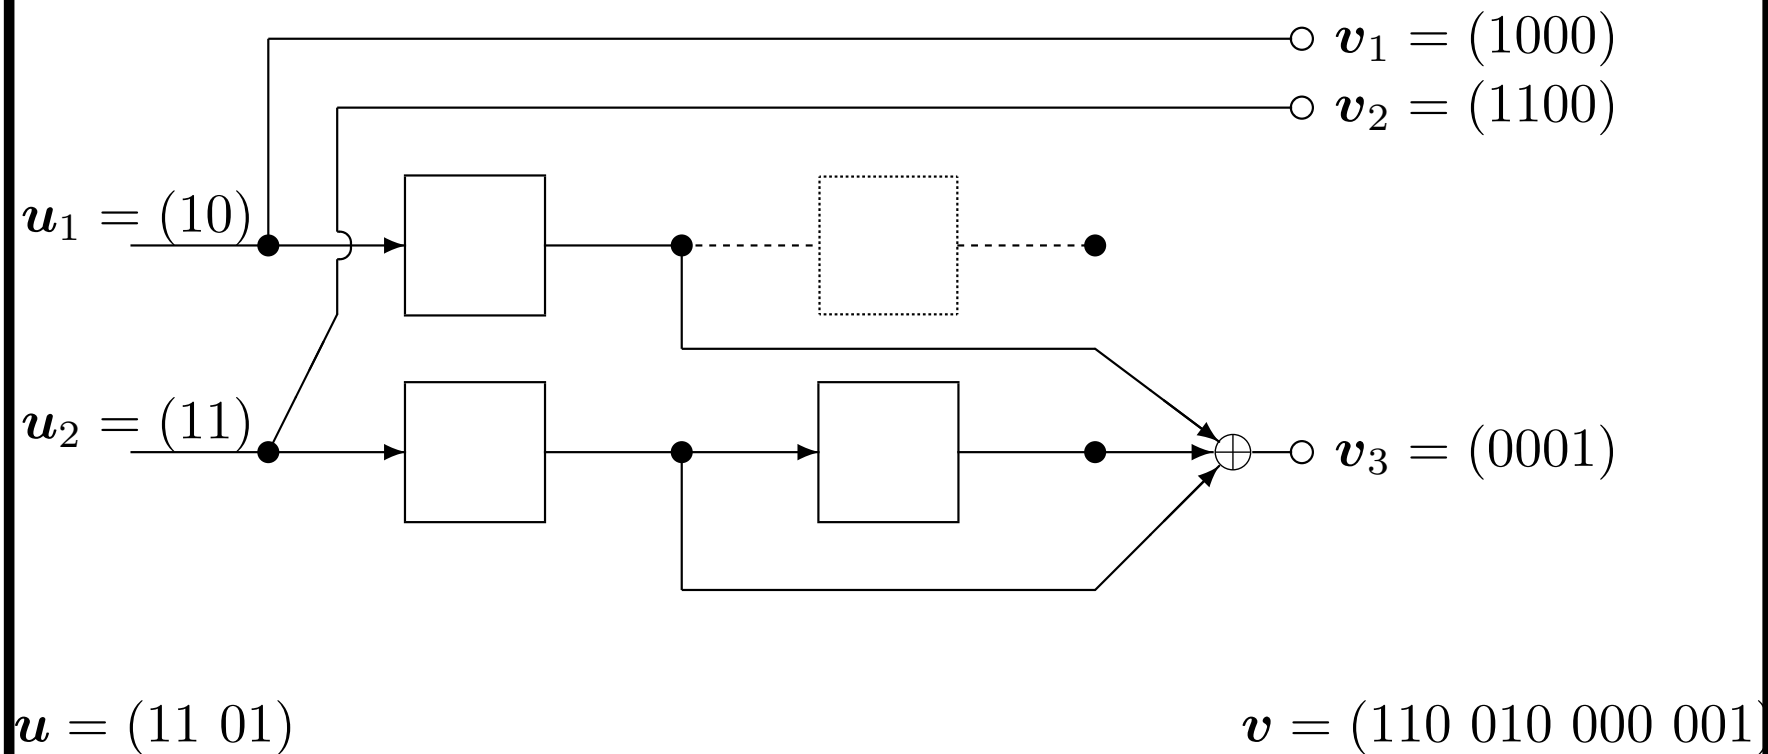 v₁ = (1000)
v₂ = (1100)
u₁ = (10)
u₂ = (11)
v₃ = (0001)
u = (11 01)
v = (110 010 000 001)